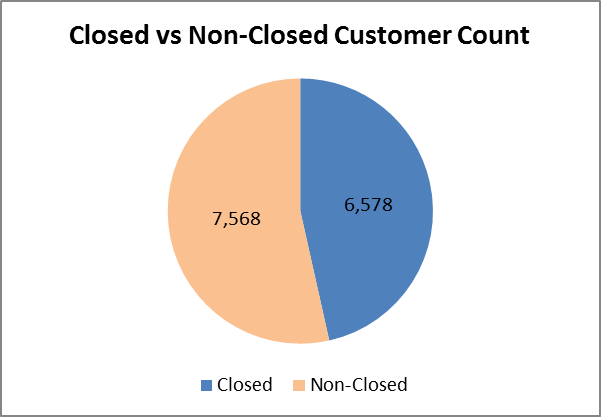 Closed vs Non-Closed Customer Count
7,568
6,578
Closed
Non-Closed